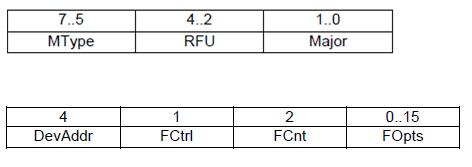 7..5 4..2 1..0
MType RFU Major
4 1 2 0..15
DevAddr FCtrl FCnt FOpts